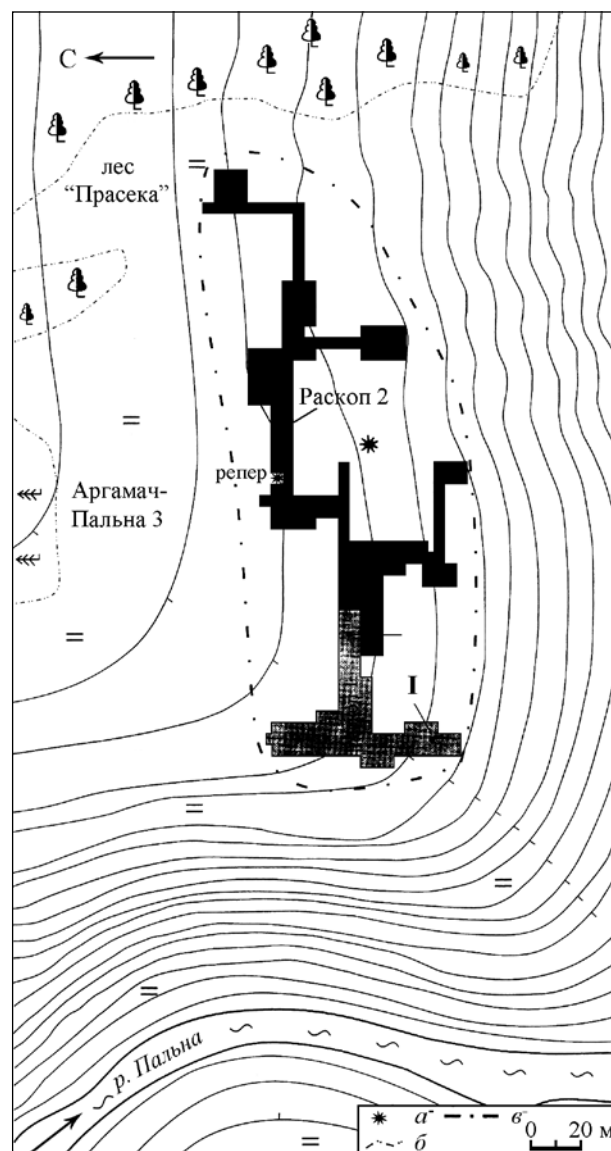 С
лес
"Прасека"
Раскоп 2
репер
Аргамач-
Пальна 3
I
р. Пальна
а
в
б
0 20 м